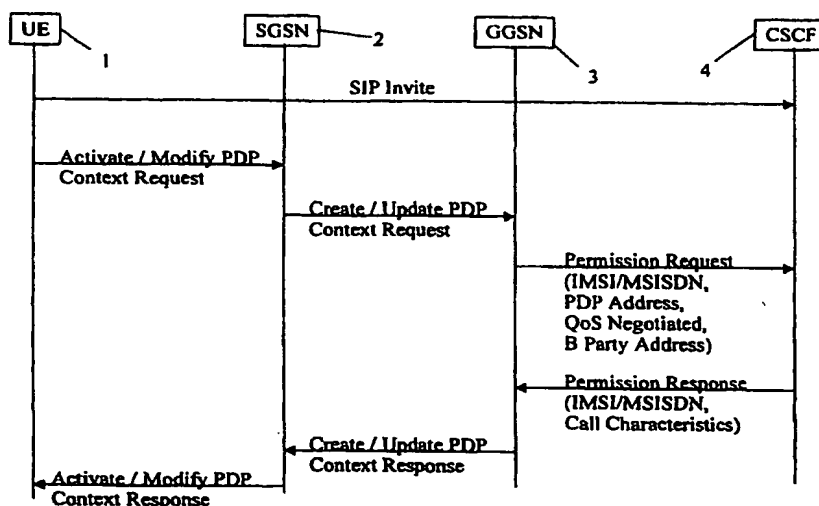 UE
SGSN
GGSN
CSCF
1
2
3
4
SIP Invite
Activate / Modify PDP
Context Request
Create / Update PDP
Context Request
Permission Request
(IMSI/MSISDN,
PDP Address,
QoS Negotiated,
B Party Address)
Permission Response
(IMSI/MSISDN,
Call Characteristics)
Create / Update PDP
Context Response
Activate / Modify PDP
Context Response